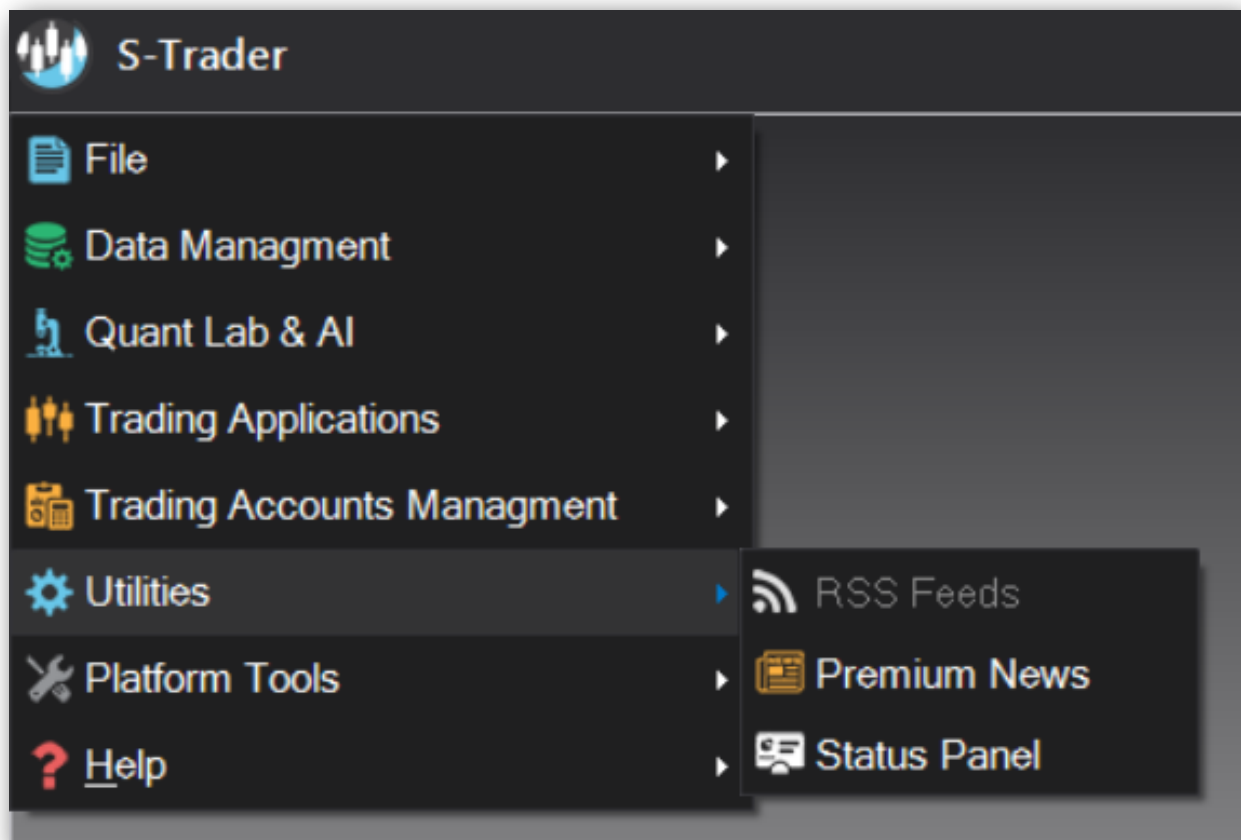 S-Trader
File
Data Managment
Quant Lab & AI
Trading Applications
Trading Accounts Managment
Utilities
RSS Feeds
Premium News
Status Panel
Platform Tools
Help